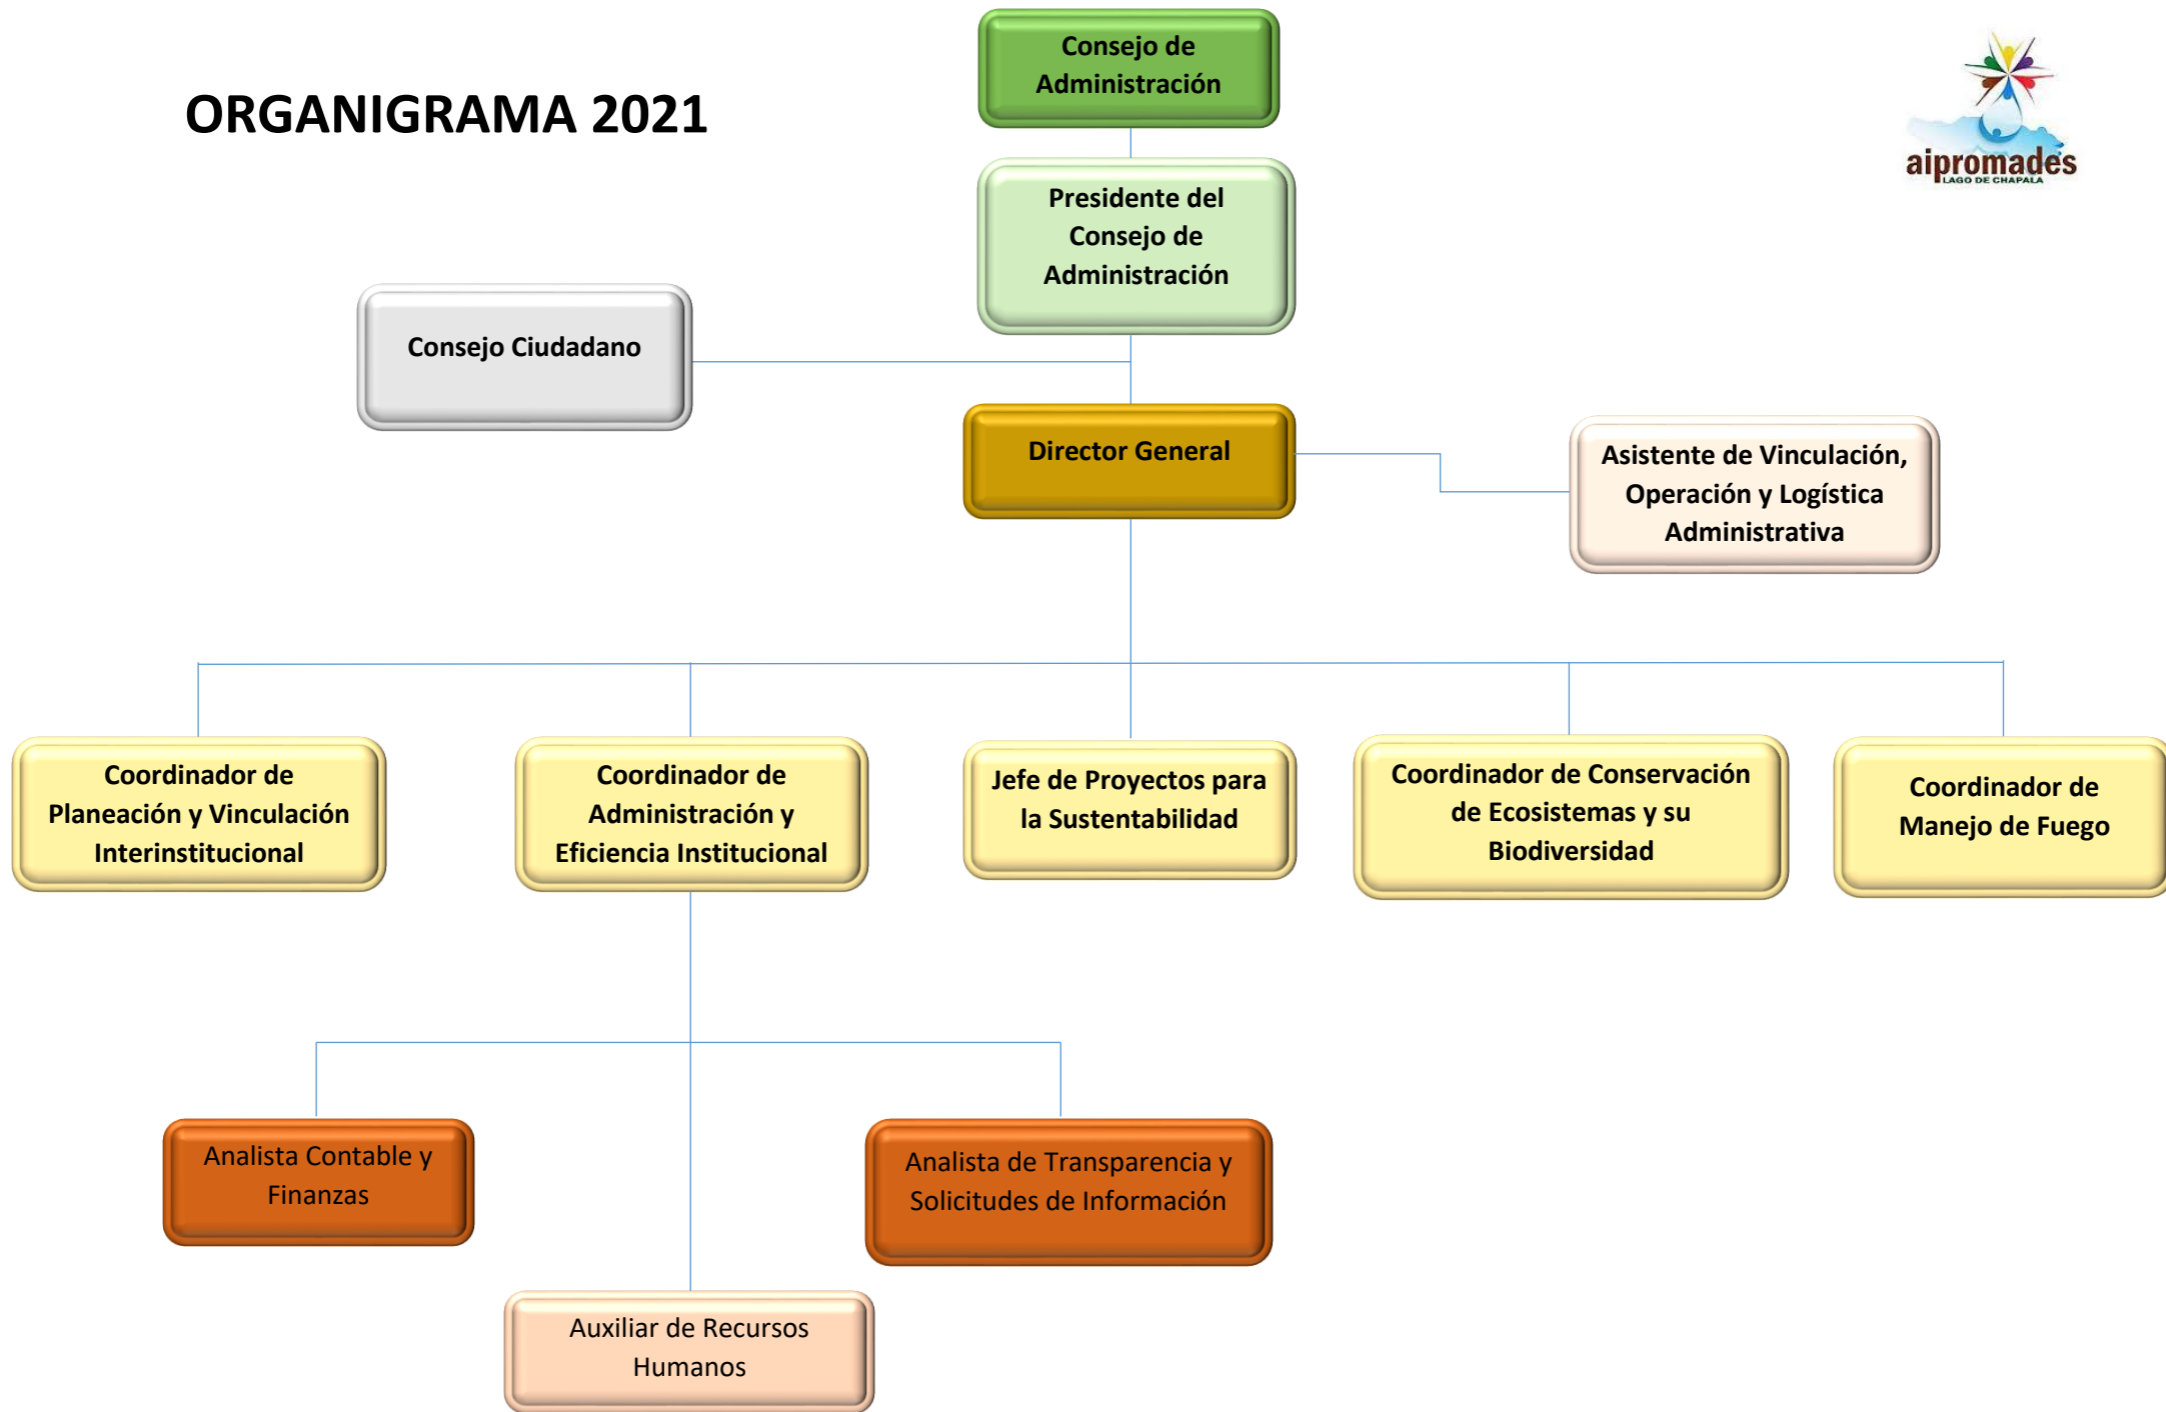 ORGANIGRAMA 2021
Consejo de
Administración
aipromades
LAGO DE CHAPALA
Presidente del
Consejo de
Administración
Consejo Ciudadano
Director General
Asistente de Vinculación,
Operación y Logística
Administrativa
Coordinador de
Planeación y Vinculación
Interinstitucional
Coordinador de
Administración y
Eficiencia Institucional
Jefe de Proyectos para
la Sustentabilidad
Coordinador de Conservación
de Ecosistemas y su
Biodiversidad
Coordinador de
Manejo de Fuego
Analista Contable y
Finanzas
Analista de Transparencia y
Solicitudes de Información
Auxiliar de Recursos
Humanos